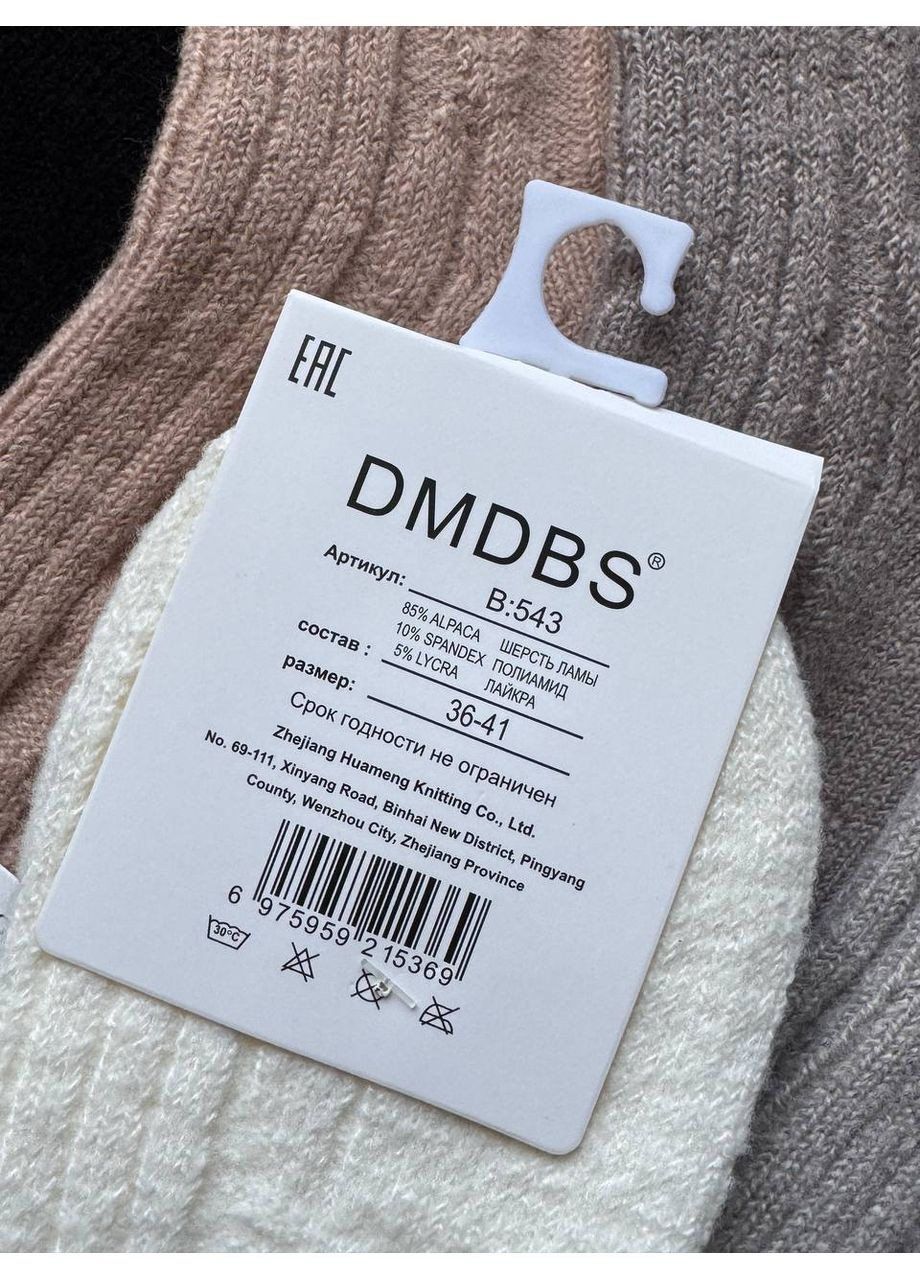 EAC
DMDBS®
Артикул: B:543
85% ALPACA ШЕРСТЬ ЛАМЫ
состав : 10% SPANDEX ПОЛИАМИД
5% LYCRA ЛАЙКРА
размер: 36-41
Срок годности не ограничен
Zhejiang Huameng Knitting Co., Ltd.
No. 69-111, Xinyang Road, Binhai New District, Pingyang
County, Wenzhou City, Zhejiang Province
6 975959 215369
30°C